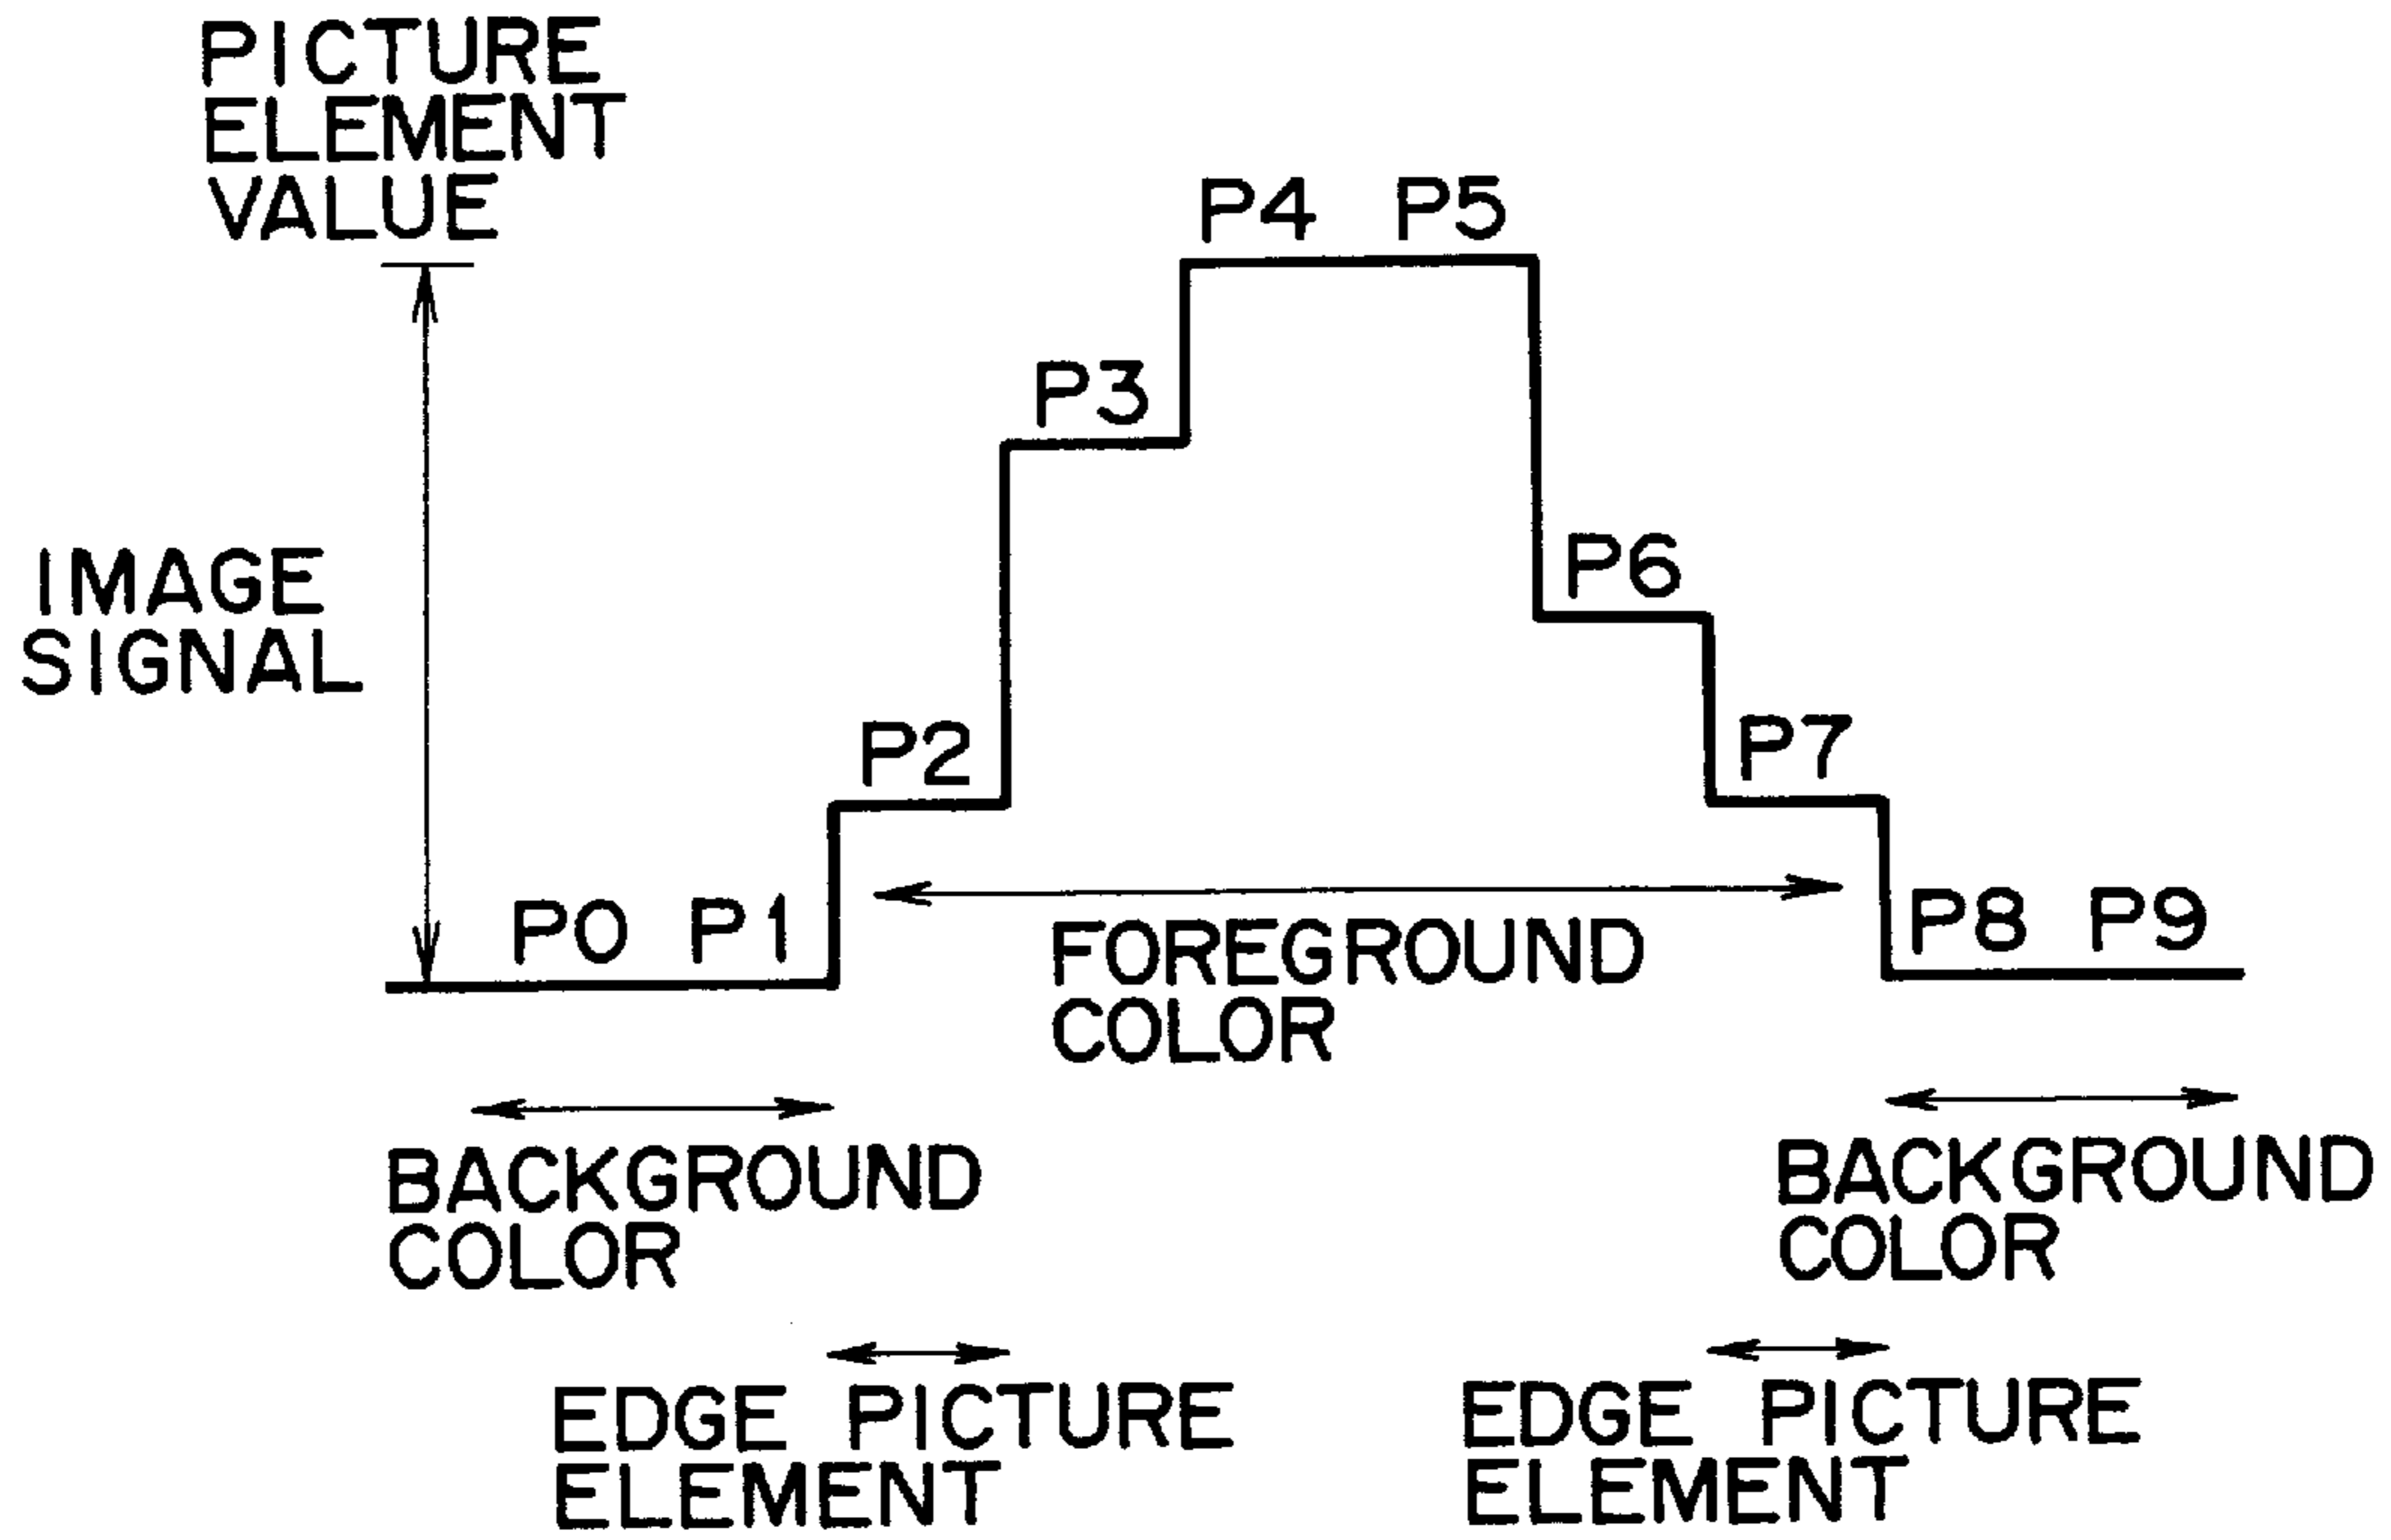 PICTURE
ELEMENT
VALUE
P4 P5
P3
IMAGE
SIGNAL
P6
P2
P7
P0 P1
P8 P9
FOREGROUND
COLOR
BACKGROUND
COLOR
BACKGROUND
COLOR
EDGE PICTURE
ELEMENT
EDGE PICTURE
ELEMENT